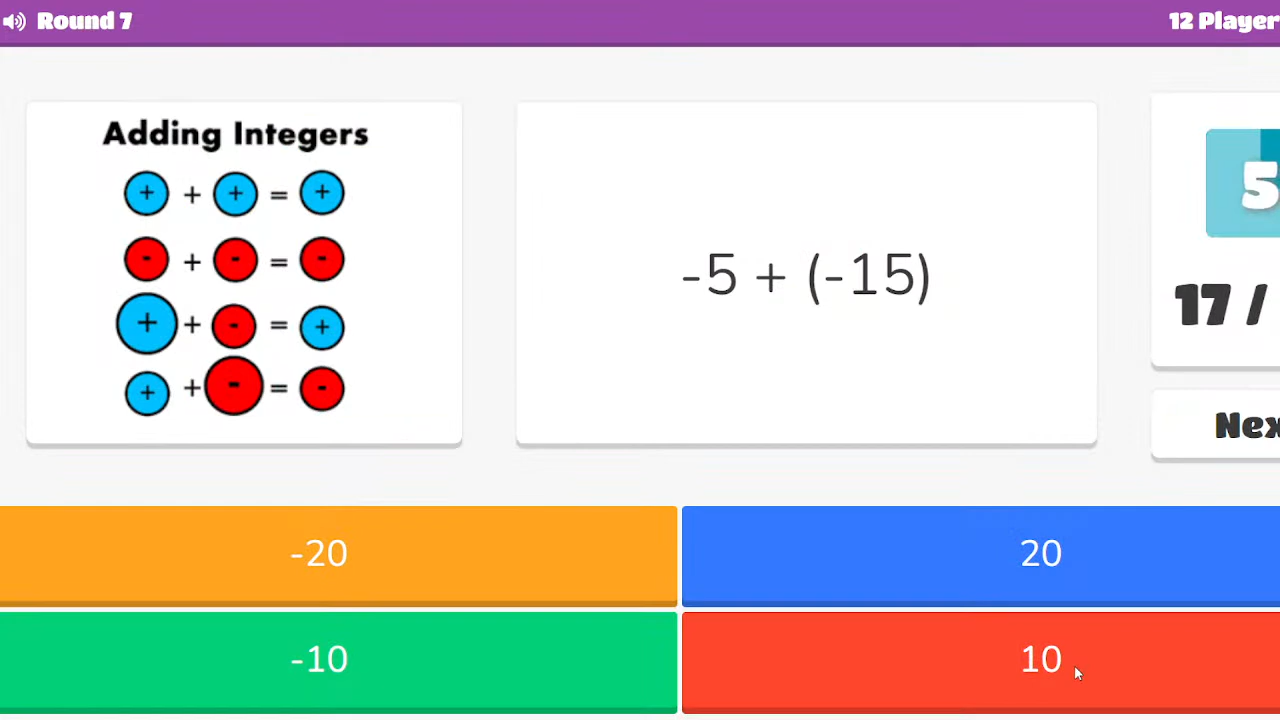 Round 7
12 Player
Adding Integers
+ + + = +
- + - = -
+ + - = +
+ + - = -
-5 + (-15)
5
17 /
Nex
-20
20
-10
10